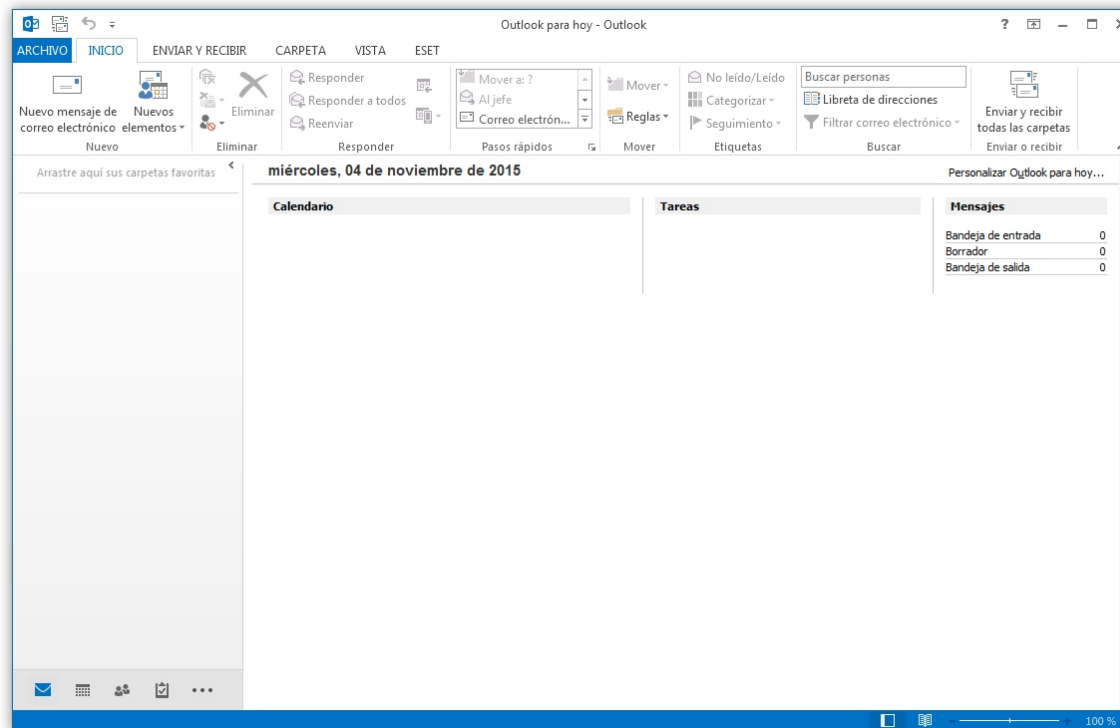 Outlook para hoy - Outlook
ARCHIVO INICIO ENVIAR Y RECIBIR CARPETA VISTA ESET
Nuevo mensaje de correo electrónico
Nuevos elementos
Nuevo
Eliminar
Eliminar
Responder
Responder a todos
Reenviar
Responder
Mover a: ?
Al jefe
Correo electrón...
Pasos rápidos
Mover
Reglas
Mover
No leído/Leído
Categorizar
Seguimiento
Etiquetas
Buscar personas
Libreta de direcciones
Filtrar correo electrónico
Buscar
Enviar y recibir
todas las carpetas
Enviar o recibir
Arrastre aquí sus carpetas favoritas
miércoles, 04 de noviembre de 2015
Personalizar Outlook para hoy...
Calendario
Tareas
Mensajes
Bandeja de entrada 0
Borrador 0
Bandeja de salida 0
100 %